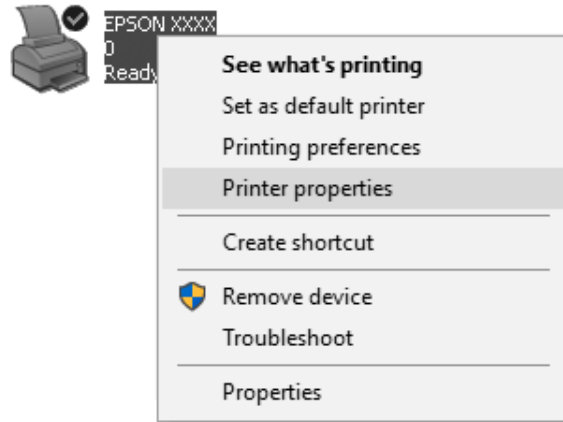 EPSON XXXX
0
Ready
See what's printing
Set as default printer
Printing preferences
Printer properties
Create shortcut
Remove device
Troubleshoot
Properties